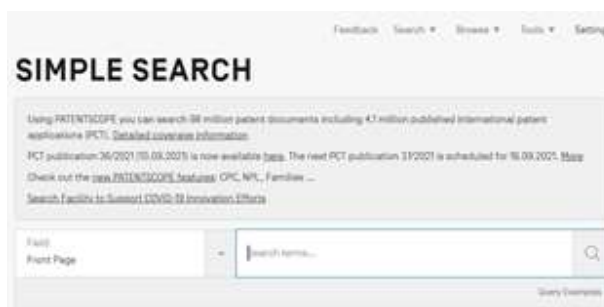 Feedback Search Browse Tools Settings
SIMPLE SEARCH
Using PATENTSCOPE you can search 98 million patent documents including 4.1 million published international patent
applications (PCT). Detailed coverage information
PCT publication 36/2021 (10.09.2021) is now available here. The next PCT publication 37/2021 is scheduled for 16.09.2021. More
Check out the new PATENTSCOPE features: CPC, NPL, Families ...
Search Facility to Support COVID-19 Innovation Efforts
Field
Front Page
Search terms...
Query Examples